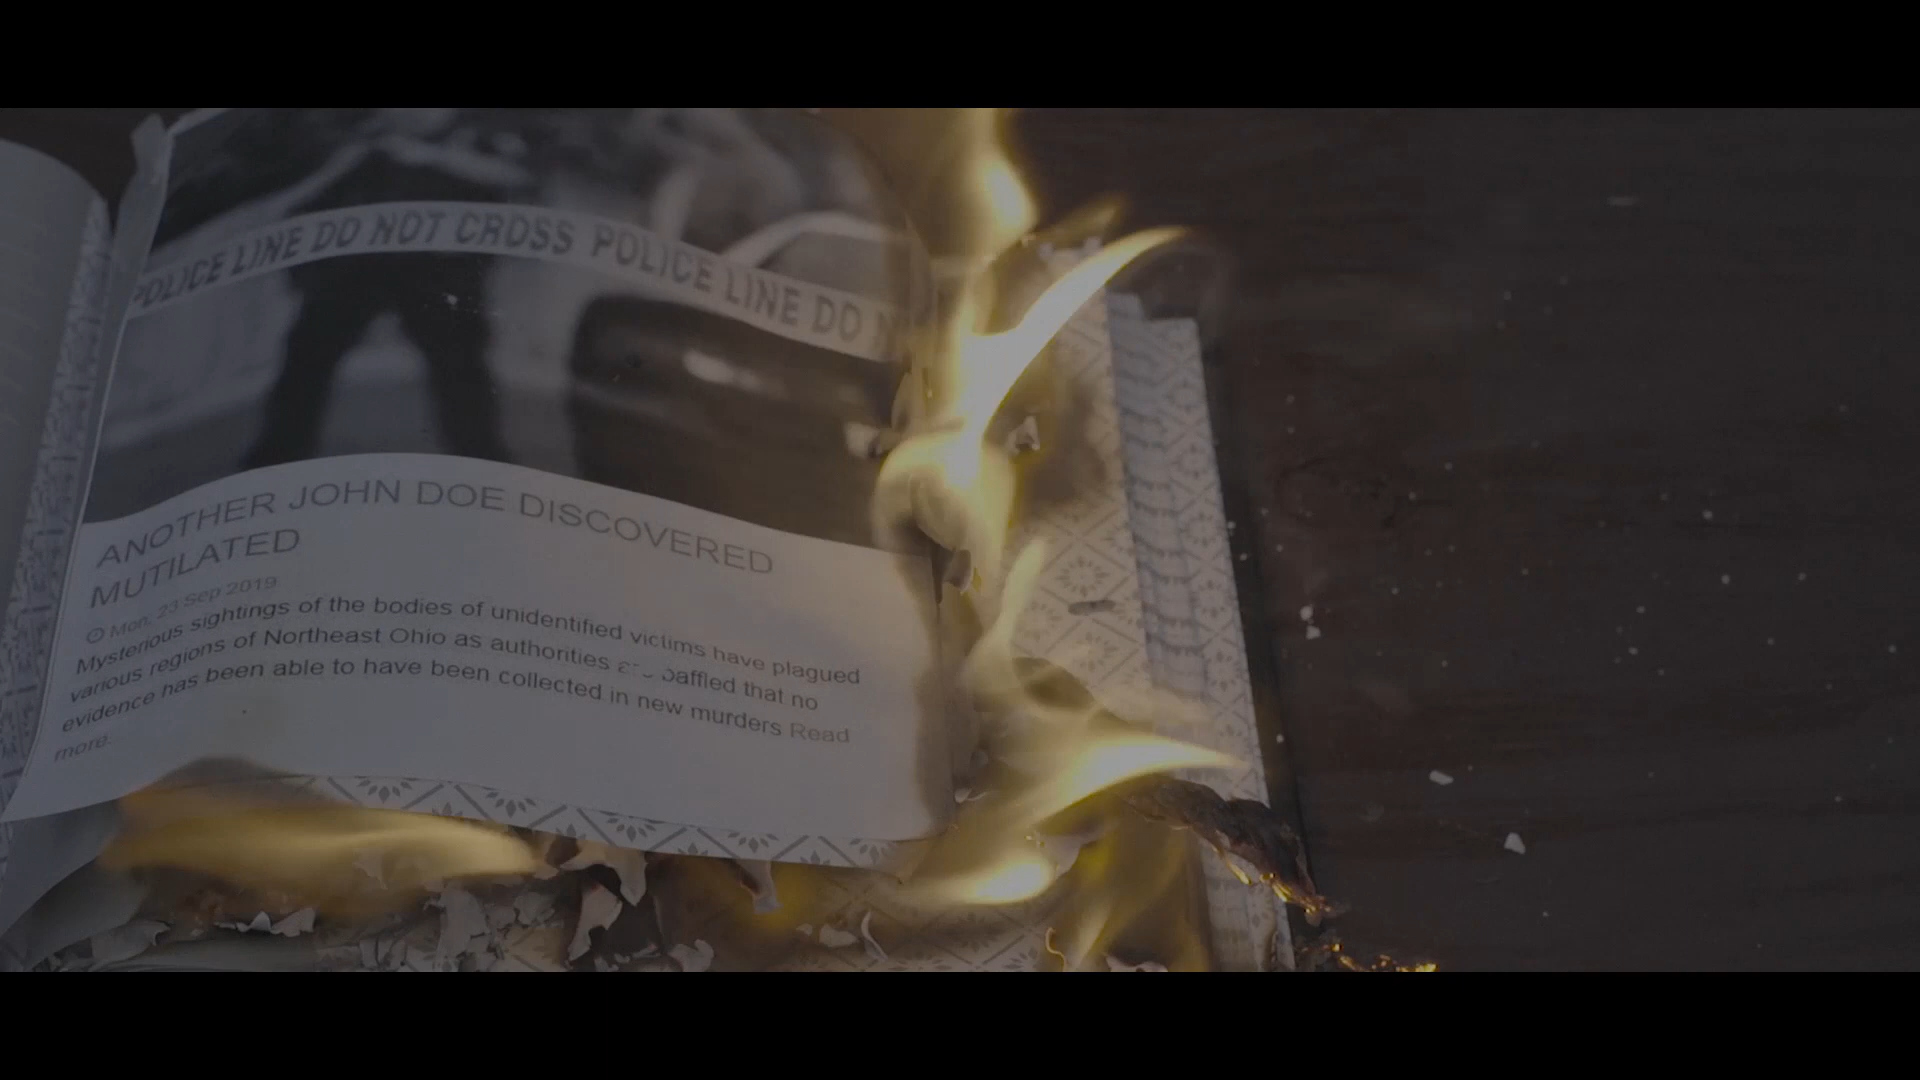 POLICE LINE DO NOT CROSS POLICE LINE DO
ANOTHER JOHN DOE DISCOVERED
MUTILATED
Mon, 23 Sep 2019
Mysterious sightings of the bodies of unidentified victims have plagued
various regions of Northeast Ohio as authorities baffled that no
evidence has been able to have been collected in new murders Read
more.